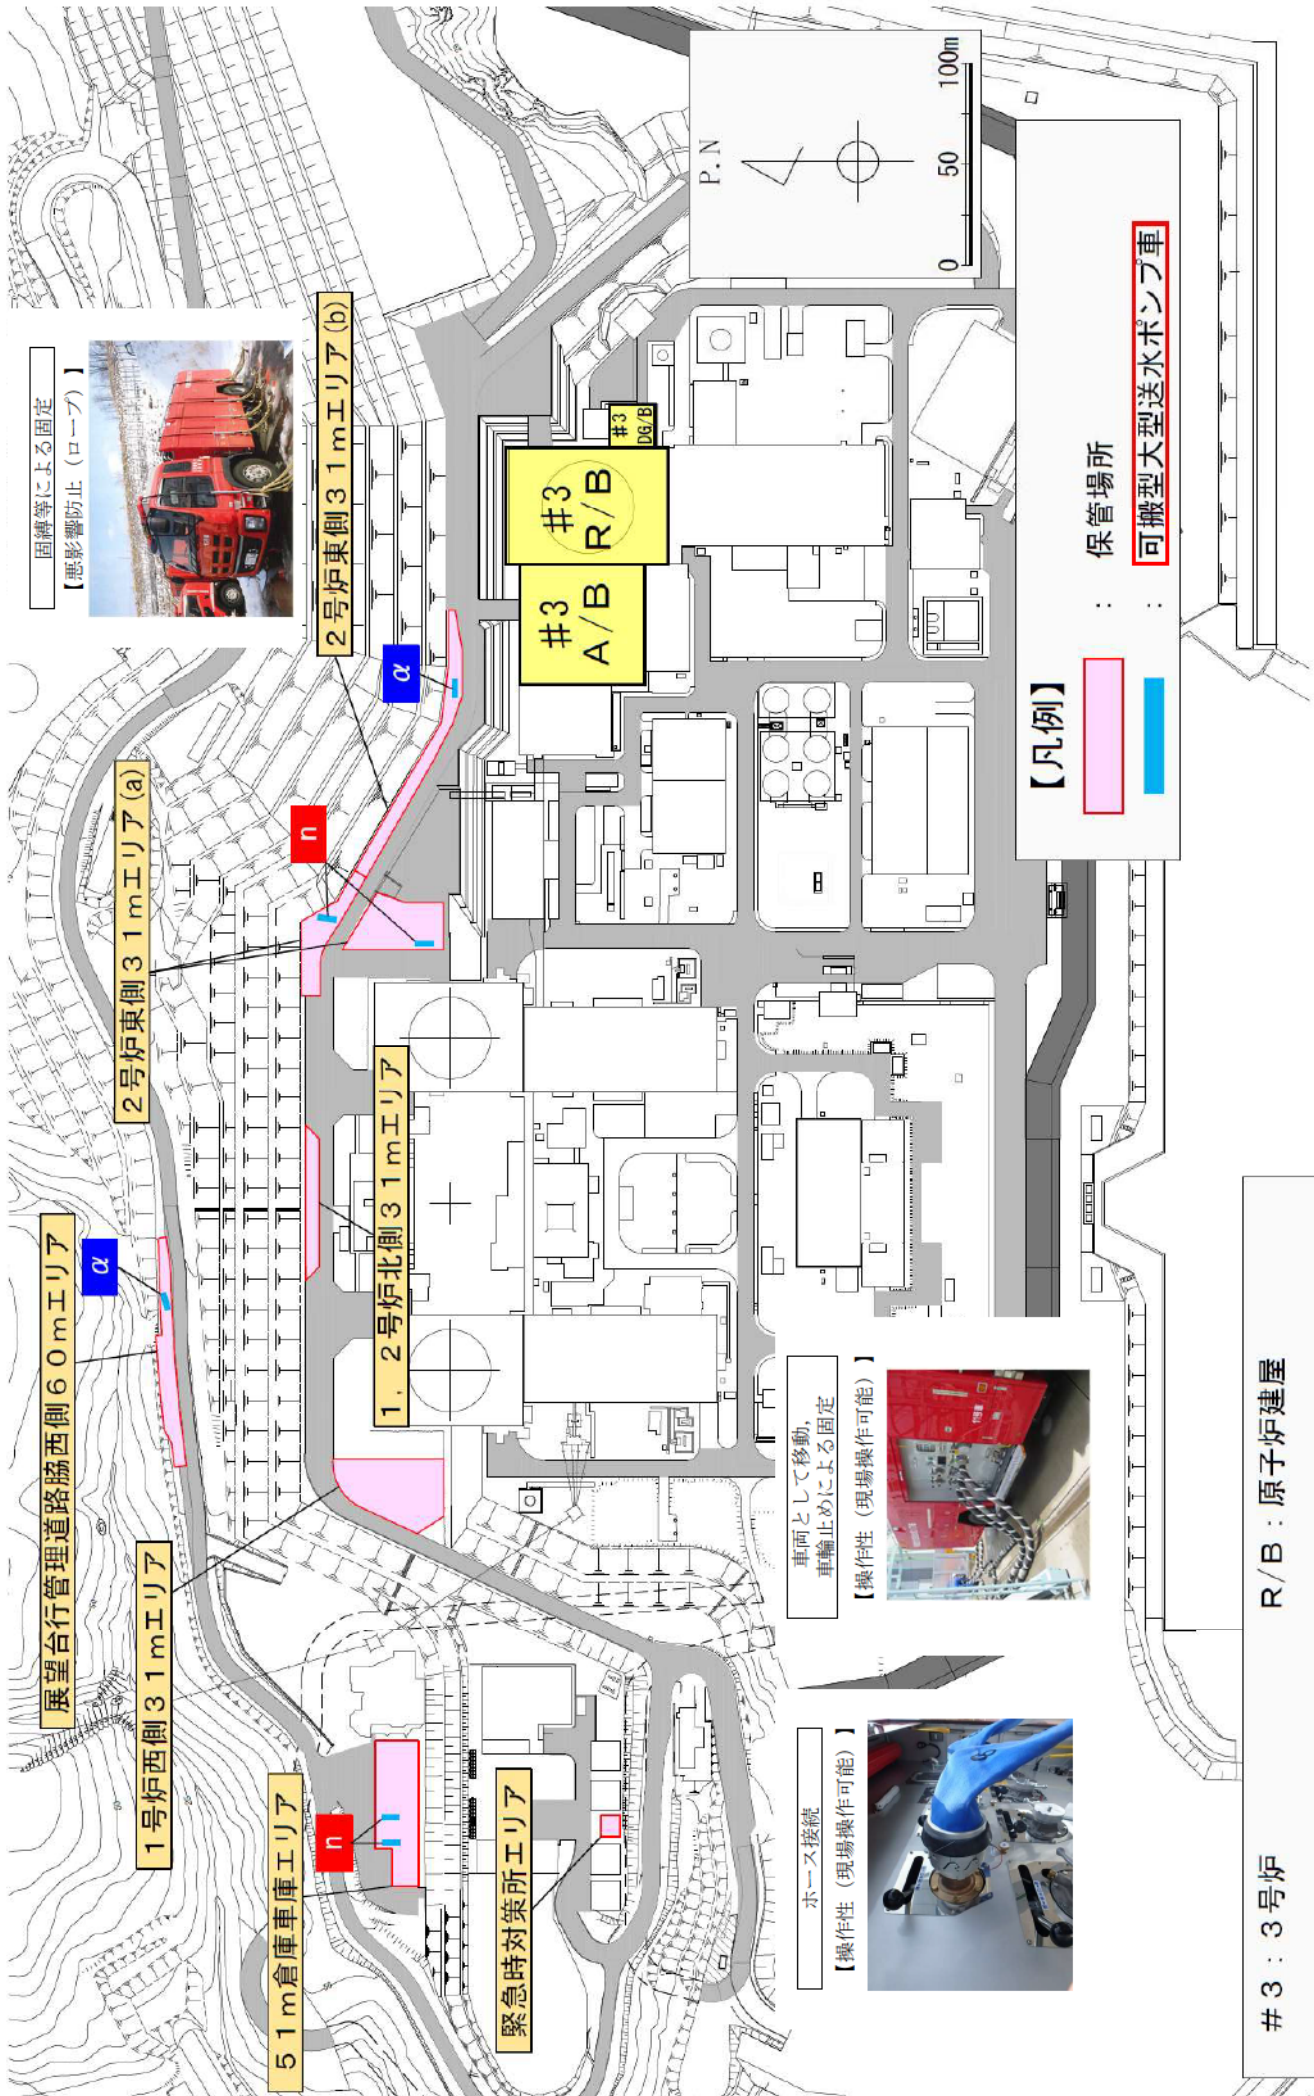 固縛等による固定
【悪影響防止（ロープ）】
2号炉東側31mエリア(b)
α
2号炉東側31mエリア(a)
n
展望台行管理道路脇西側60mエリア
α
1号炉西側31mエリア
1，2号炉北側31mエリア
51m倉庫車庫エリア
n
緊急時対策所エリア
#3
A/B
#3
R/B
#3
DG/B
P.N
0 50 100m
【凡例】
： 保管場所
： 可搬型大型送水ポンプ車
車両として移動，
車輪止めによる固定
【操作性（現場操作可能）】
ホース接続
【操作性（現場操作可能）】
#3：3号炉 R/B：原子炉建屋